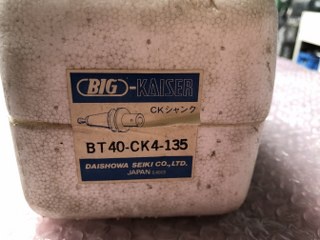 BIG-KAISER
CKシャンク
BT40-CK4-135
DAISHOWA SEIKI CO., LTD.
JAPAN